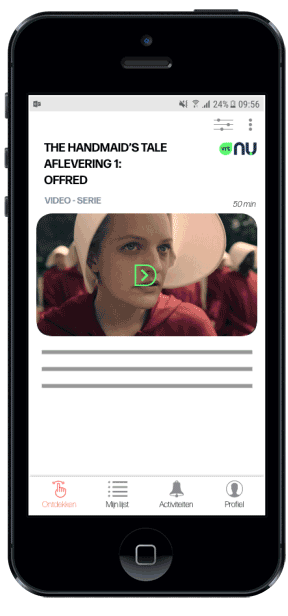 24% 09:56
THE HANDMAID'S TALE
AFLEVERING 1:
OFFRED
vrt nu
VIDEO - SERIE
50 min
Ontdekken Mijn lijst Activiteiten Profiel